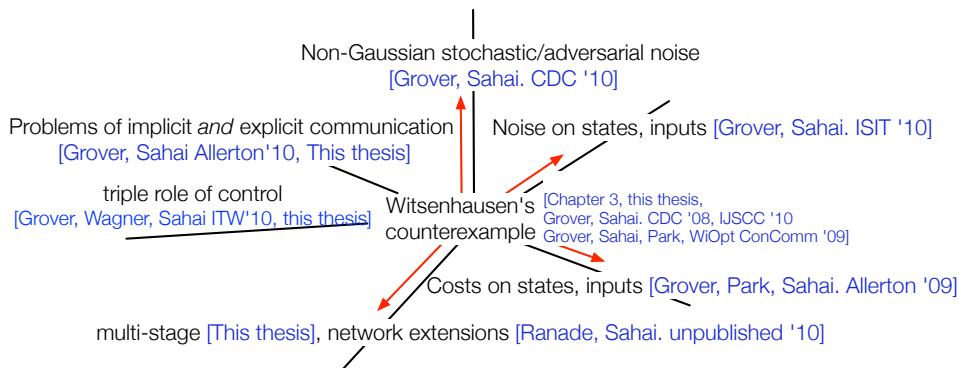 Non-Gaussian stochastic/adversarial noise
[Grover, Sahai. CDC '10]
Problems of implicit and explicit communication
[Grover, Sahai Allerton'10, This thesis]
Noise on states, inputs [Grover, Sahai. ISIT '10]
triple role of control
[Grover, Wagner, Sahai ITW'10, this thesis]
Witsenhausen's
counterexample
[Chapter 3, this thesis,
Grover, Sahai. CDC '08, IJSCC '10
Grover, Sahai, Park, WiOpt ConComm '09]
Costs on states, inputs [Grover, Park, Sahai. Allerton '09]
multi-stage [This thesis], network extensions [Ranade, Sahai. unpublished '10]